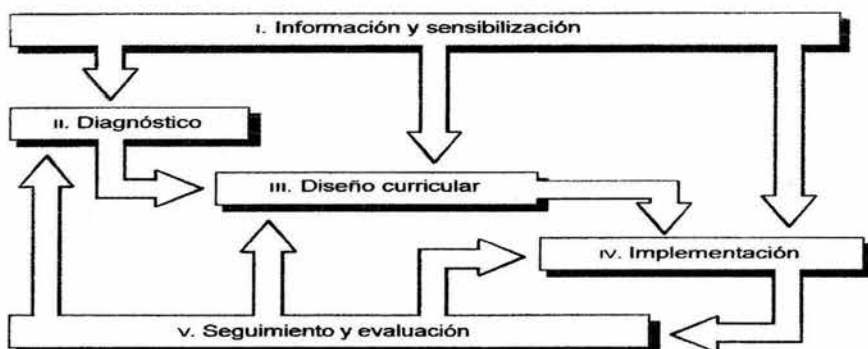 I. Información y sensibilización
II. Diagnóstico
III. Diseño curricular
IV. Implementación
V. Seguimiento y evaluación